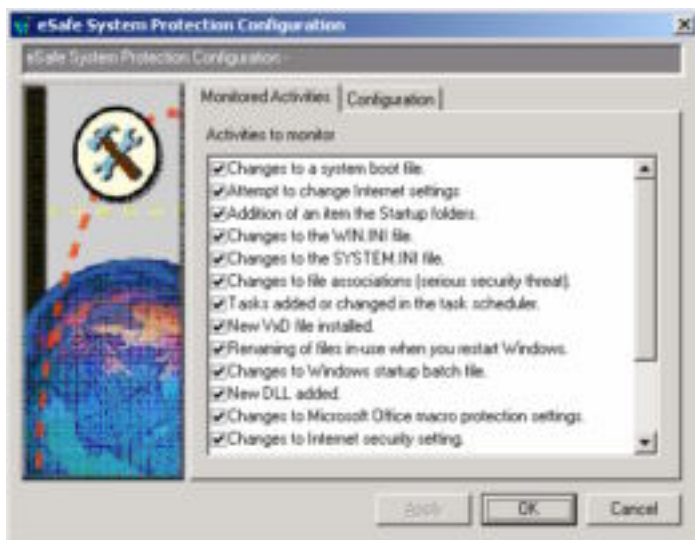 eSafe System Protection Configuration
eSafe System Protection Configuration -
Monitored Activities
Configuration
Activities to monitor
Changes to a system boot file.
Attempt to change Internet settings
Addition of an item the Startup folders.
Changes to the WIN.INI file.
Changes to the SYSTEM.INI file.
Changes to file associations (serious security threat).
Tasks added or changed in the task scheduler.
New VxD file installed.
Renaming of files in-use when you restart Windows.
Changes to Windows startup batch file.
New DLL added.
Changes to Microsoft Office macro protection settings.
Changes to Internet security setting.
Apply
OK
Cancel